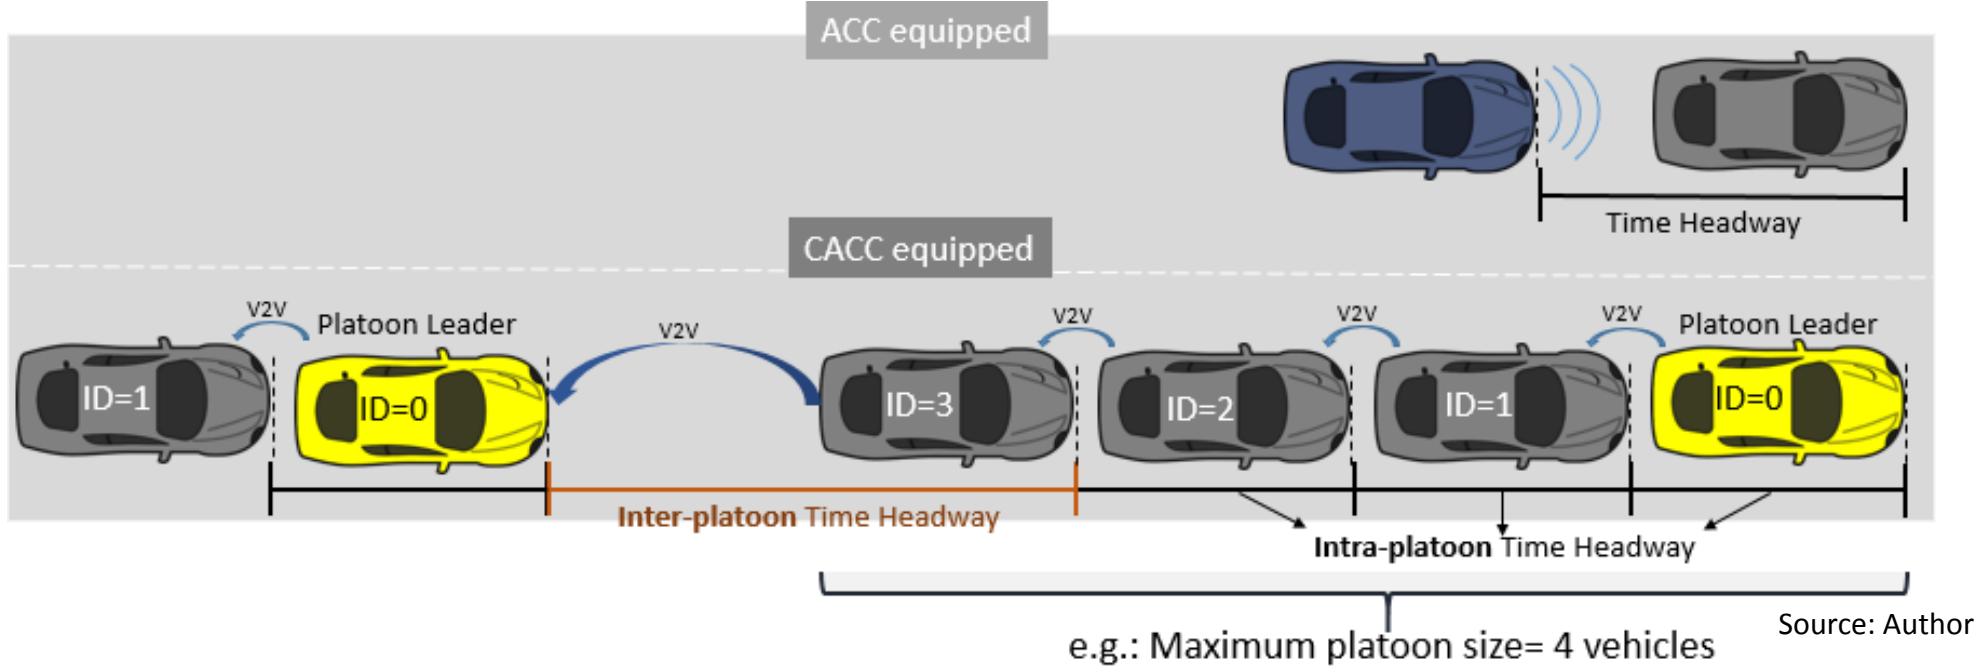 ACC equipped
Time Headway
CACC equipped
V2V
Platoon Leader
V2V
V2V
V2V
V2V
Platoon Leader
ID=1
ID=0
ID=3
ID=2
ID=1
ID=0
Inter-platoon Time Headway
Intra-platoon Time Headway
e.g.: Maximum platoon size= 4 vehicles
Source: Author